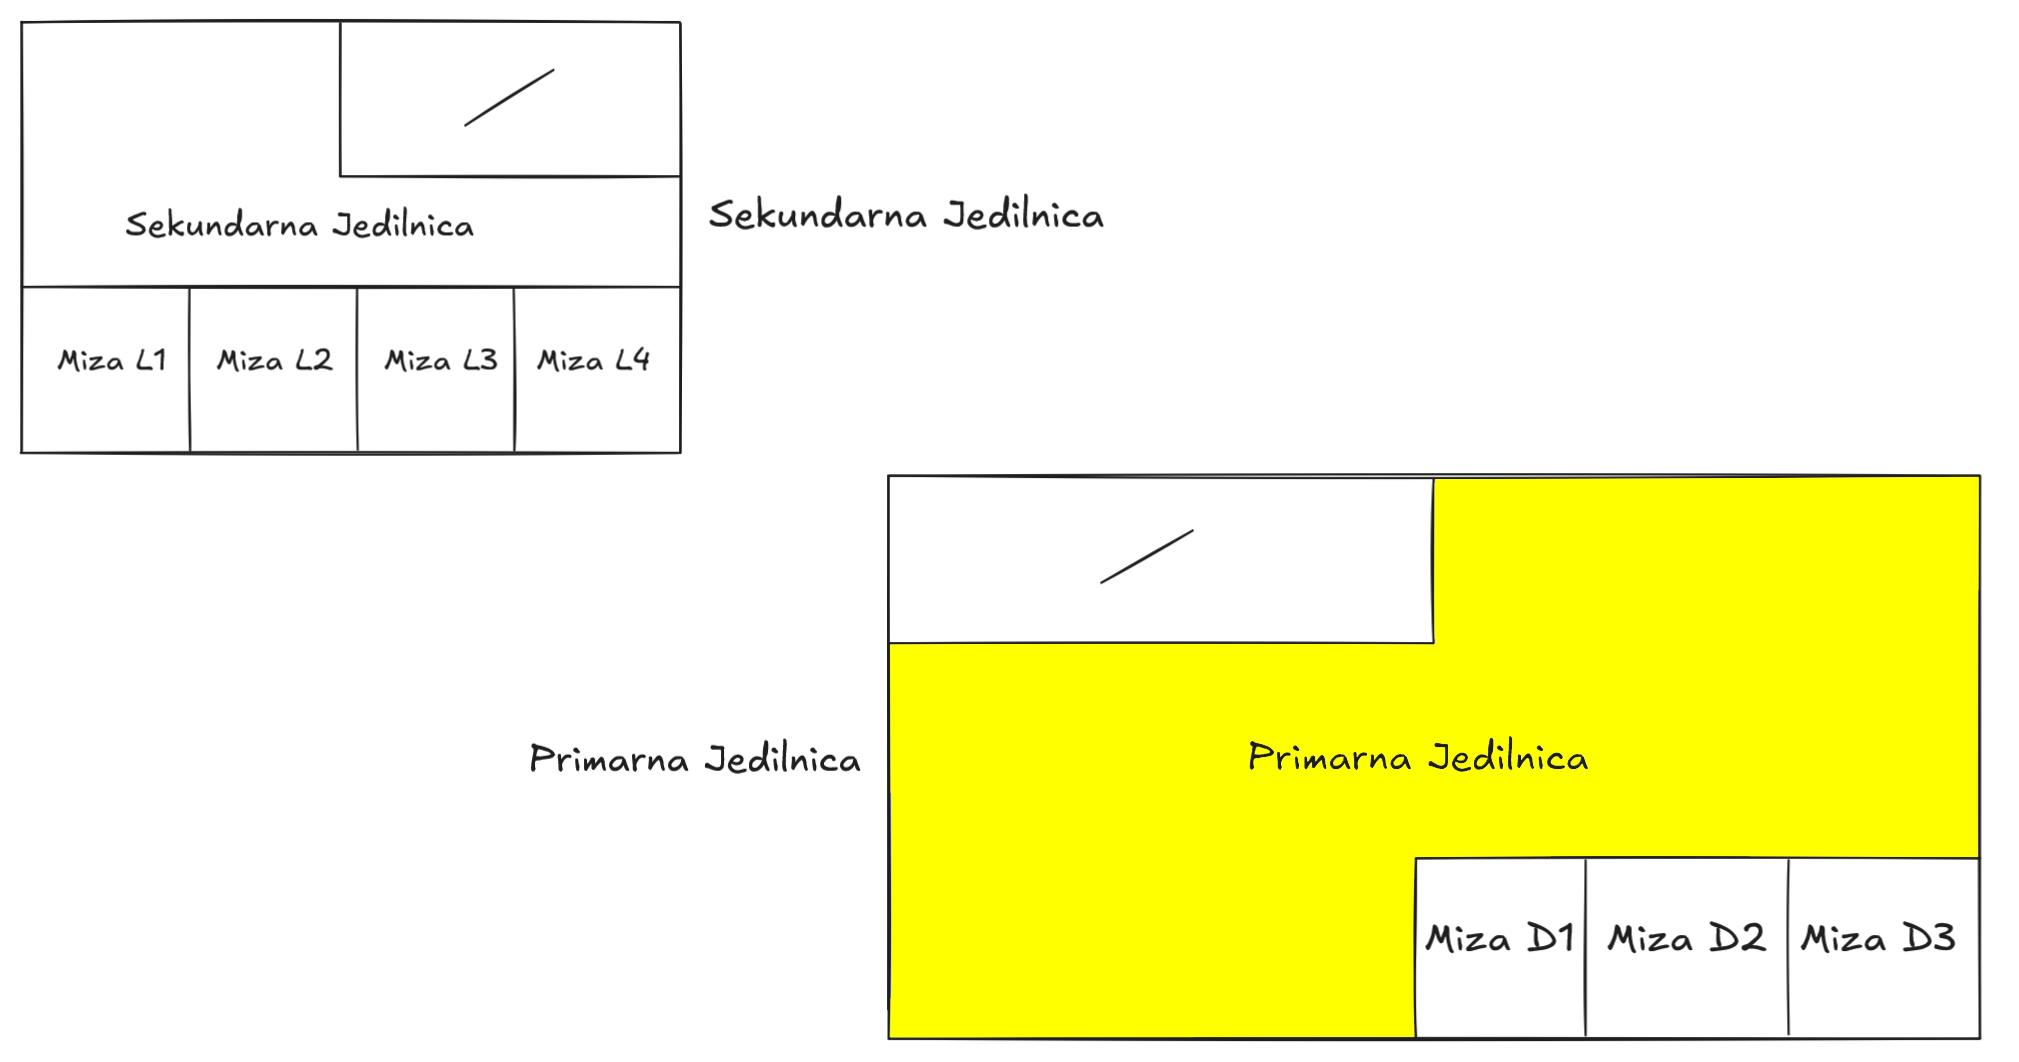 Sekundarna Jedilnica
Sekundarna Jedilnica
Miza L1
Miza L2
Miza L3
Miza L4
Primarna Jedilnica
Primarna Jedilnica
Miza D1
Miza D2
Miza D3